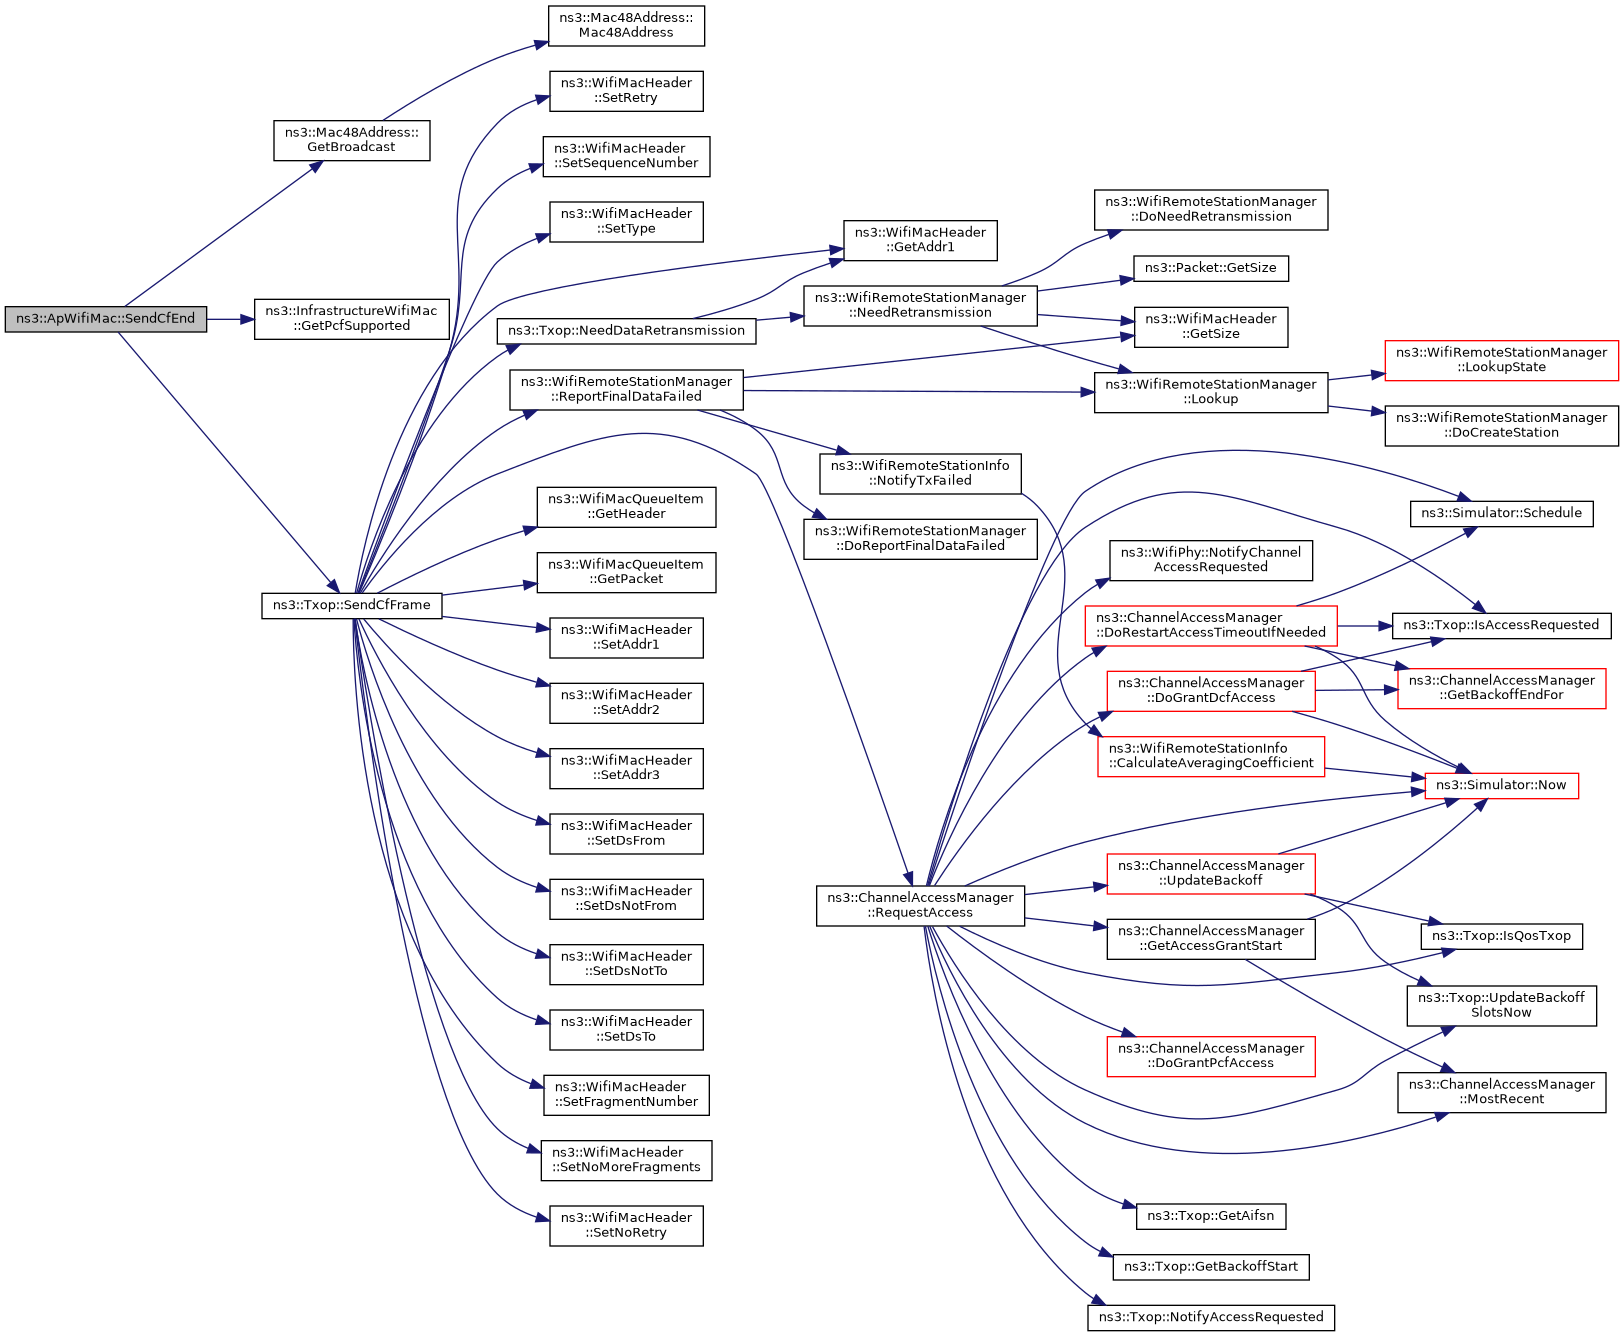 ns3::ApWifiMac::SendCfEnd
ns3::Mac48Address::
GetBroadcast
ns3::InfrastructureWifiMac
::GetPcfSupported
ns3::Txop::SendCfFrame
ns3::Mac48Address::
Mac48Address
ns3::WifiMacHeader
::SetRetry
ns3::WifiMacHeader
::SetSequenceNumber
ns3::WifiMacHeader
::SetType
ns3::Txop::NeedDataRetransmission
ns3::WifiRemoteStationManager
::ReportFinalDataFailed
ns3::WifiMacQueueItem
::GetHeader
ns3::WifiMacQueueItem
::GetPacket
ns3::WifiMacHeader
::SetAddr1
ns3::WifiMacHeader
::SetAddr2
ns3::WifiMacHeader
::SetAddr3
ns3::WifiMacHeader
::SetDsFrom
ns3::WifiMacHeader
::SetDsNotFrom
ns3::WifiMacHeader
::SetDsNotTo
ns3::WifiMacHeader
::SetDsTo
ns3::WifiMacHeader
::SetFragmentNumber
ns3::WifiMacHeader
::SetNoMoreFragments
ns3::WifiMacHeader
::SetNoRetry
ns3::WifiMacHeader
::GetAddr1
ns3::WifiRemoteStationManager
::NeedRetransmission
ns3::WifiRemoteStationInfo
::NotifyTxFailed
ns3::WifiRemoteStationManager
::DoReportFinalDataFailed
ns3::ChannelAccessManager
::RequestAccess
ns3::WifiRemoteStationManager
::DoNeedRetransmission
ns3::Packet::GetSize
ns3::WifiMacHeader
::GetSize
ns3::WifiRemoteStationManager
::Lookup
ns3::WifiPhy::NotifyChannel
AccessRequested
ns3::ChannelAccessManager
::DoRestartAccessTimeoutIfNeeded
ns3::ChannelAccessManager
::DoGrantDcfAccess
ns3::WifiRemoteStationInfo
::CalculateAveragingCoefficient
ns3::ChannelAccessManager
::UpdateBackoff
ns3::ChannelAccessManager
::GetAccessGrantStart
ns3::ChannelAccessManager
::DoGrantPcfAccess
ns3::Txop::GetAifsn
ns3::Txop::GetBackoffStart
ns3::Txop::NotifyAccessRequested
ns3::WifiRemoteStationManager
::LookupState
ns3::WifiRemoteStationManager
::DoCreateStation
ns3::Simulator::Schedule
ns3::Txop::IsAccessRequested
ns3::ChannelAccessManager
::GetBackoffEndFor
ns3::Simulator::Now
ns3::Txop::IsQosTxop
ns3::Txop::UpdateBackoff
SlotsNow
ns3::ChannelAccessManager
::MostRecent